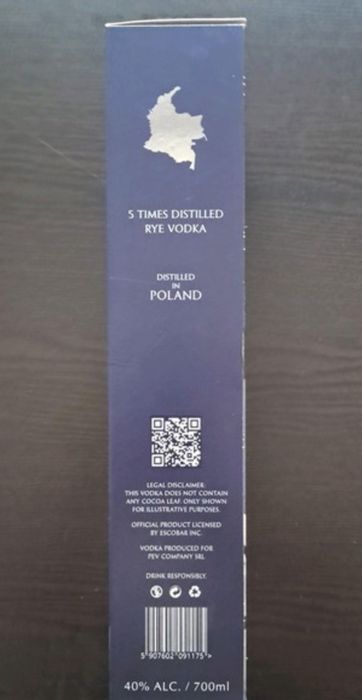 5 TIMES DISTILLED
RYE VODKA
DISTILLED
IN
POLAND
LEGAL DISCLAIMER:
THIS VODKA DOES NOT CONTAIN
ANY COCOA LEAF. ONLY SHOWN
FOR ILLUSTRATIVE PURPOSES.
OFFICIAL PRODUCT LICENSED
BY ESCOBAR INC.
VODKA PRODUCED FOR
PEV COMPANY SRL
DRINK RESPONSIBLY.
5 907602 091175 >
40% ALC. / 700ml